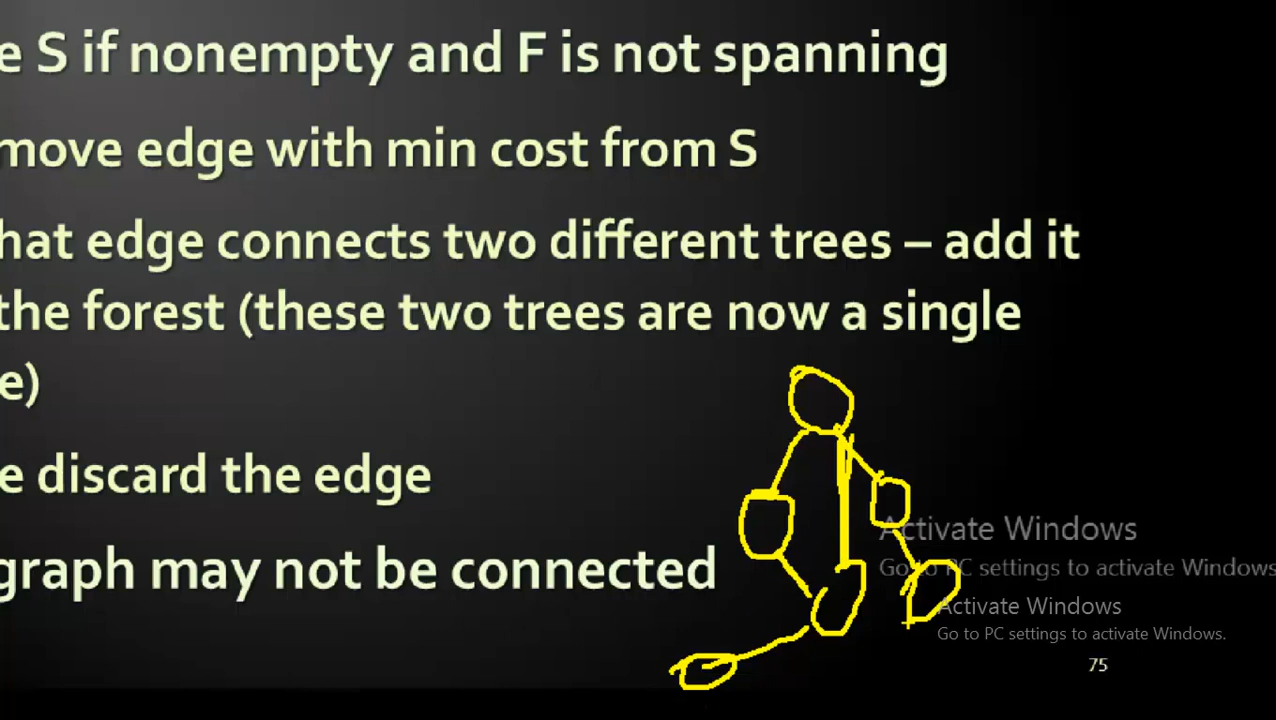 e S if nonempty and F is not spanning
move edge with min cost from S
hat edge connects two different trees – add it
the forest (these two trees are now a single
e)
e discard the edge
graph may not be connected
Activate Windows
Go to PC settings to activate Windows
Activate Windows
Go to PC settings to activate Windows.
75